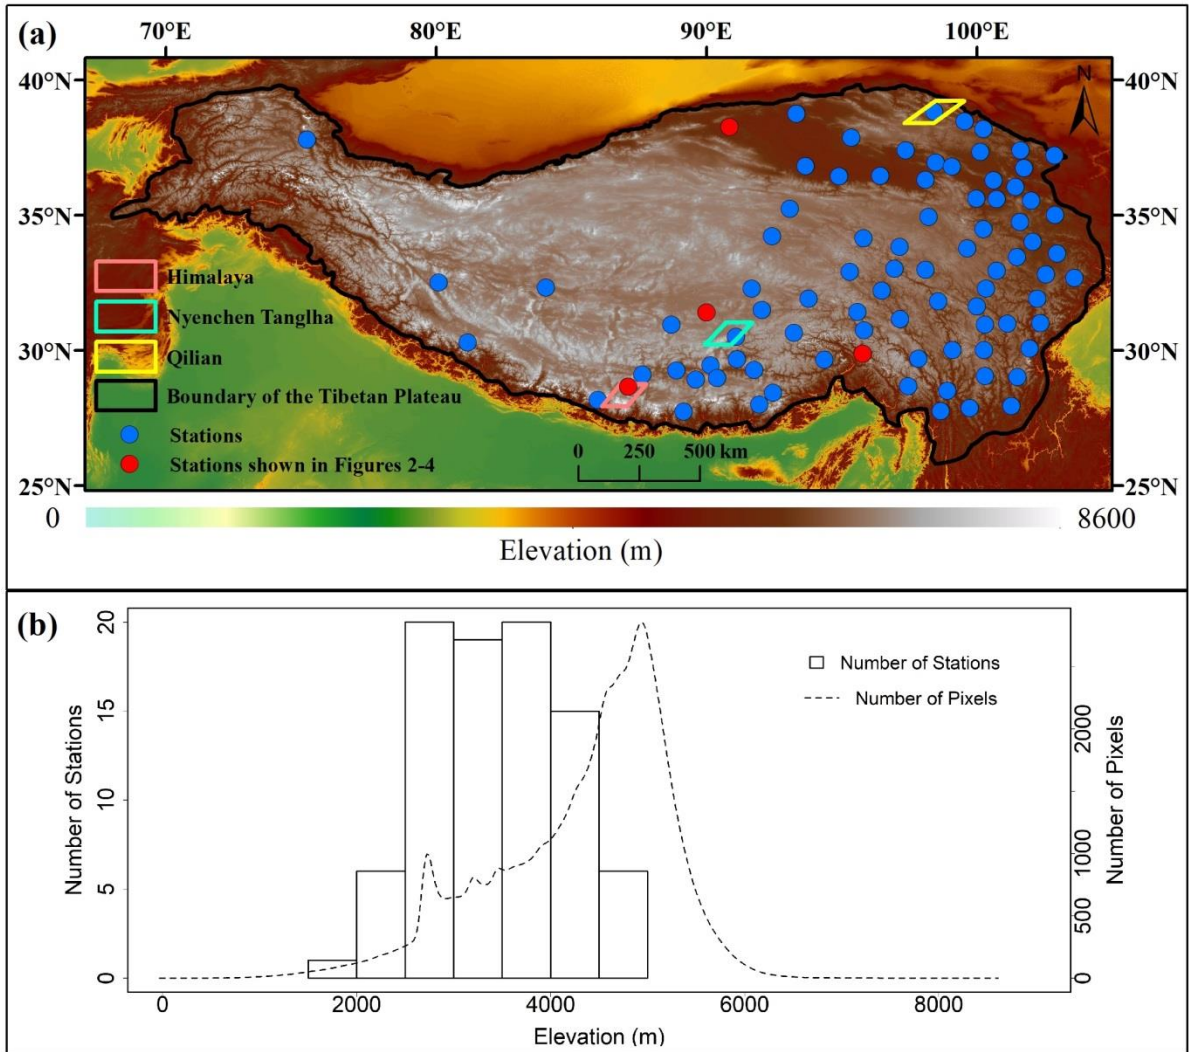 (a)
70°E 80°E 90°E 100°E
40°N 40°N
N
35°N 35°N
Himalaya
Nyenchen Tanglha
30°N Qilian 30°N
Boundary of the Tibetan Plateau
Stations
0 250 500 km
Stations shown in Figures 2-4
25°N 25°N
0 8600
Elevation (m)
(b)
20
Number of Stations
Number of Pixels
15
2000
Number of Stations
Number of Pixels
10
1000
5
500
0 0
0 2000 4000 6000 8000
Elevation (m)